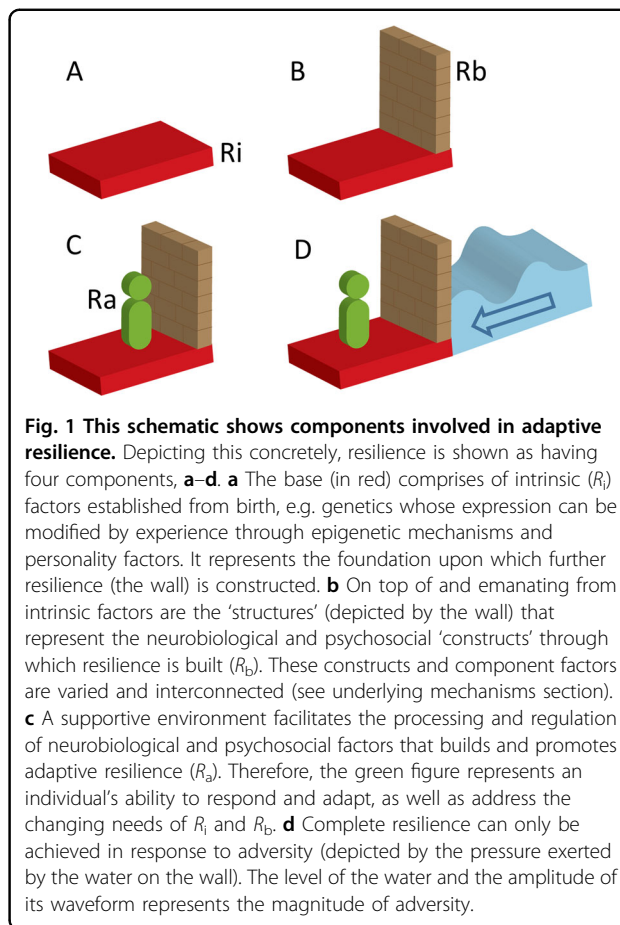 A
B
Rb
Ri
C
D
Ra
Fig. 1 This schematic shows components involved in adaptive
resilience. Depicting this concretely, resilience is shown as having
four components, a–d. a The base (in red) comprises of intrinsic (Ri)
factors established from birth, e.g. genetics whose expression can be
modified by experience through epigenetic mechanisms and
personality factors. It represents the foundation upon which further
resilience (the wall) is constructed. b On top of and emanating from
intrinsic factors are the ‘structures’ (depicted by the wall) that
represent the neurobiological and psychosocial ‘constructs’ through
which resilience is built (Rb). These constructs and component factors
are varied and interconnected (see underlying mechanisms section).
c A supportive environment facilitates the processing and regulation
of neurobiological and psychosocial factors that builds and promotes
adaptive resilience (Ra). Therefore, the green figure represents an
individual’s ability to respond and adapt, as well as address the
changing needs of Ri and Rb. d Complete resilience can only be
achieved in response to adversity (depicted by the pressure exerted
by the water on the wall). The level of the water and the amplitude of
its waveform represents the magnitude of adversity.